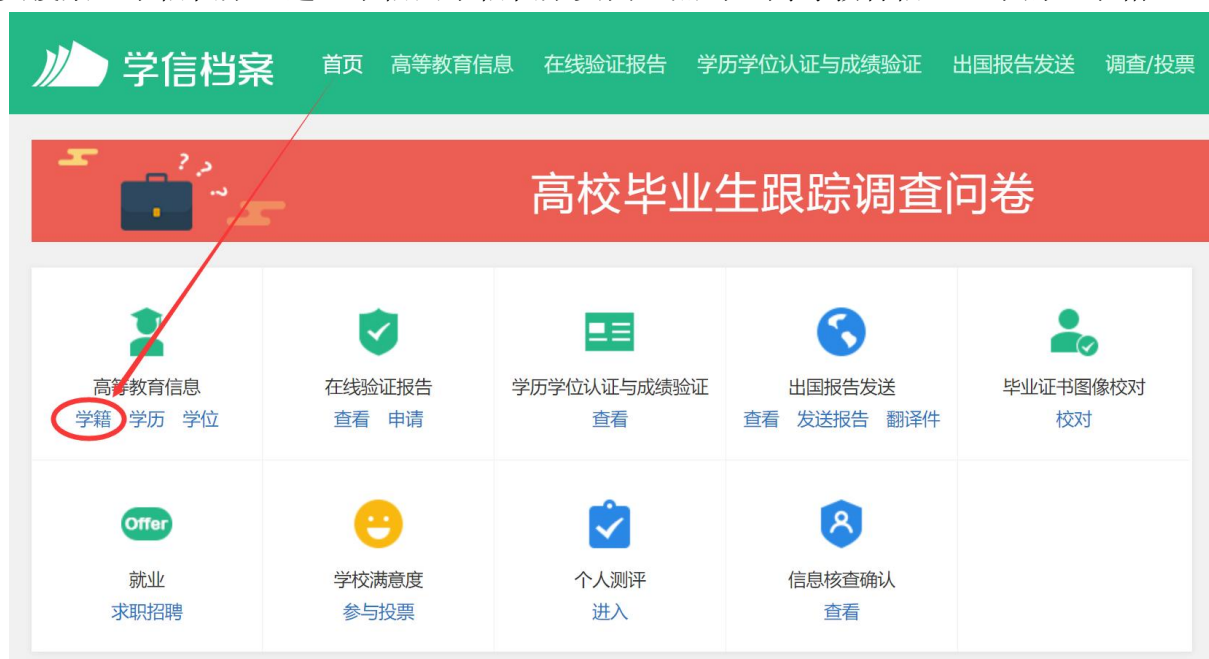 学信档案 首页 高等教育信息 在线验证报告 学历学位认证与成绩验证 出国报告发送 调查/投票
? ? ?
高校毕业生跟踪调查问卷
高等教育信息 在线验证报告 学历学位认证与成绩验证 出国报告发送 毕业证书图像校对
学籍 学历 学位 查看 申请 查看 查看 发送报告 翻译件 校对
Offer
就业 学校满意度 个人测评 信息核查确认
求职招聘 参与投票 进入 查看